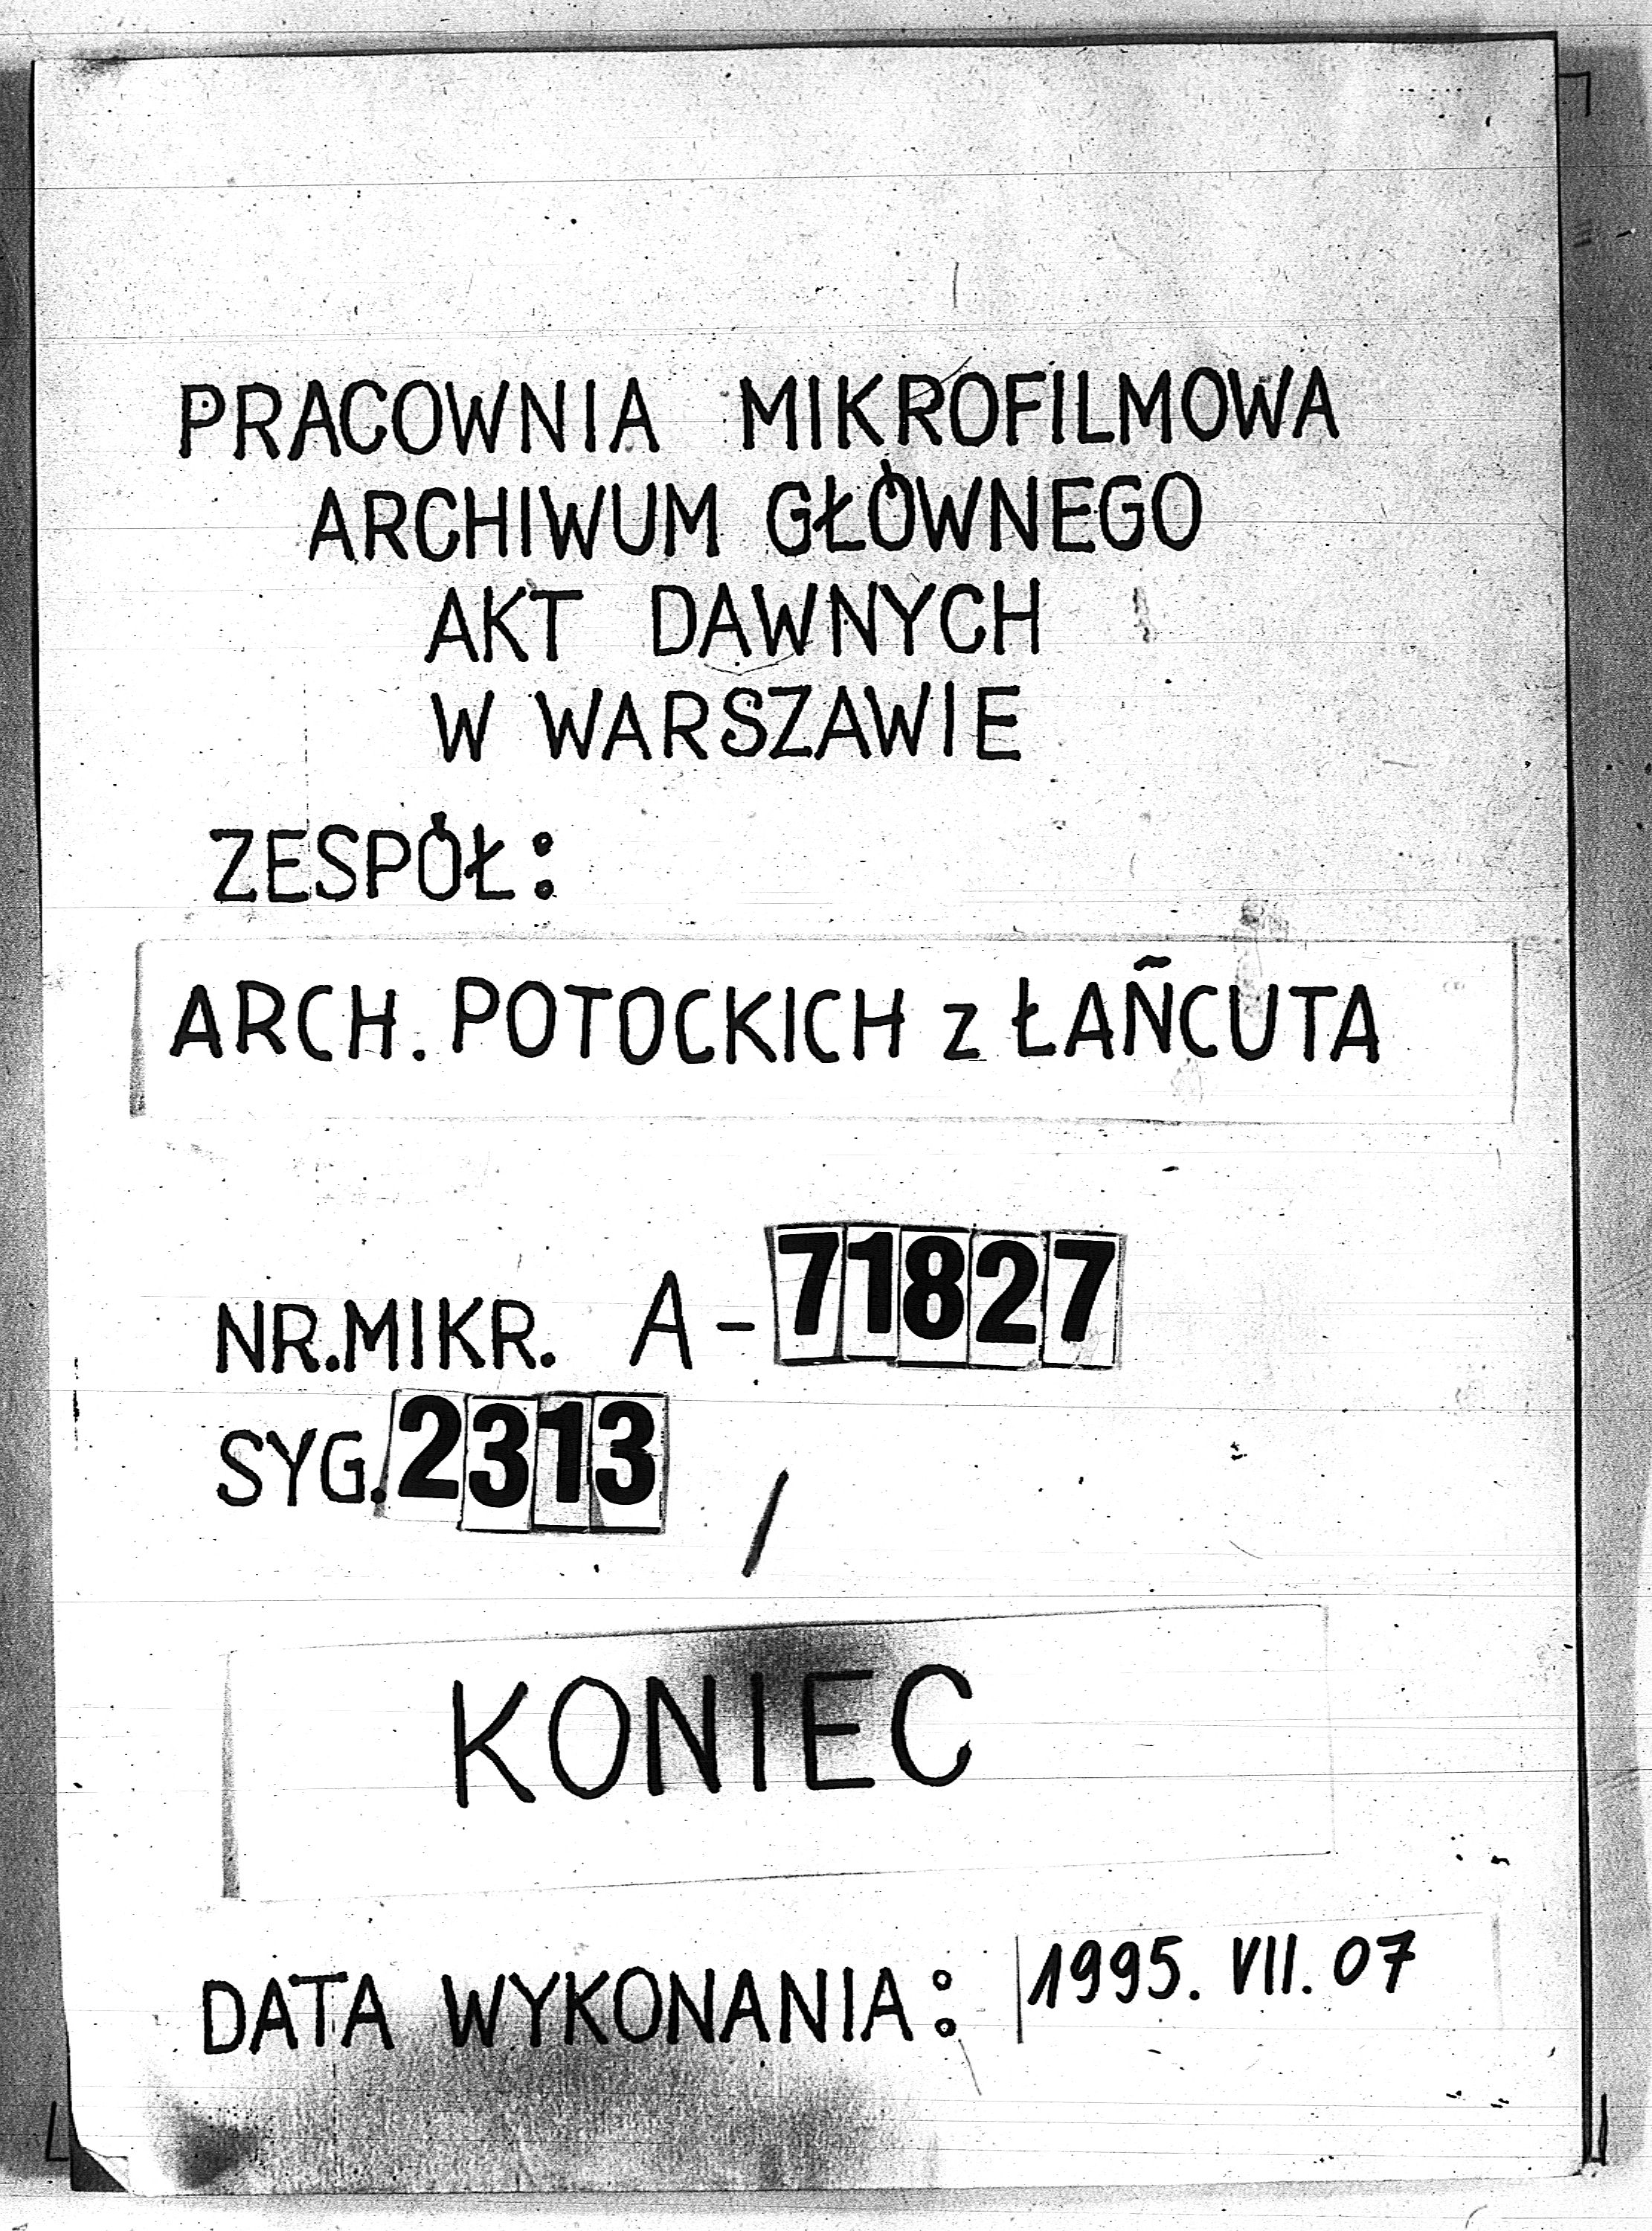 PRACOWNIA MIKROFILMOWA
ARCHIWUM GŁÓWNEGO
AKT DAWNYCH
W WARSZAWIE
ZESPÓŁ:
ARCH. POTOCKICH z ŁAŃCUTA
NR.MIKR. A-71827
SYG. 2313 /
KONIEC
DATA WYKONANIA: 1995. VII. 07